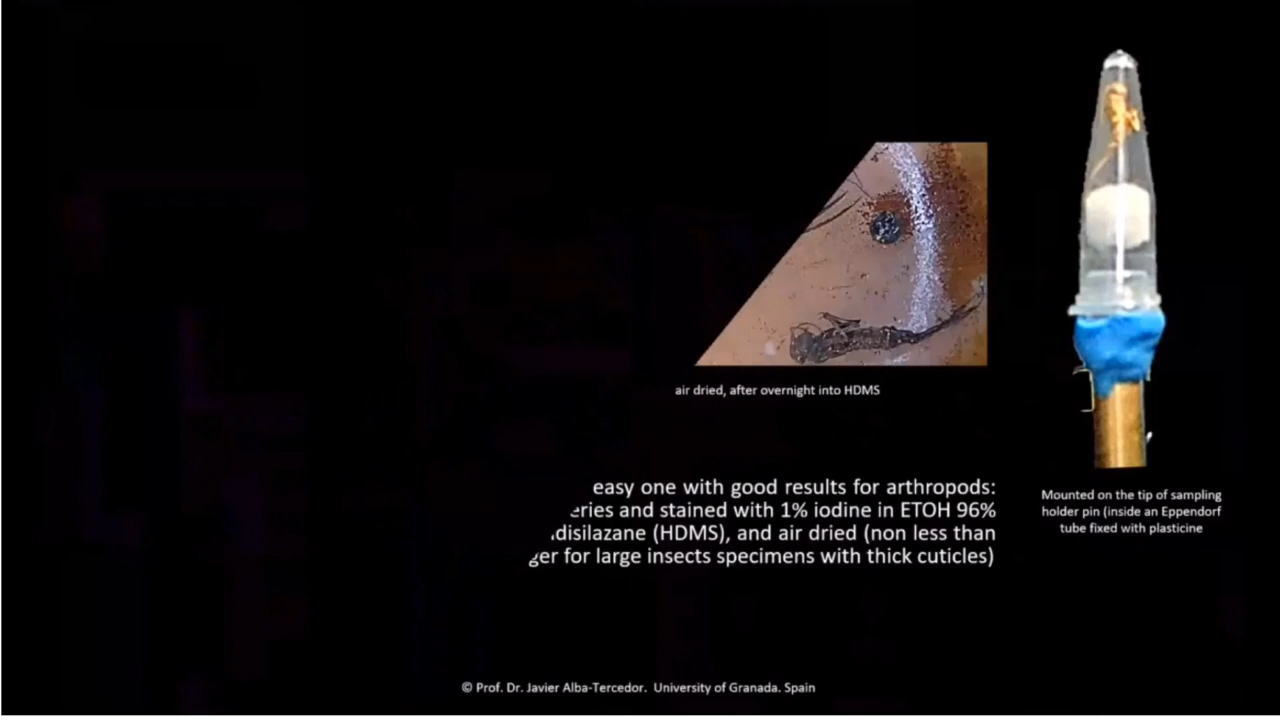 air dried, after overnight into HDMS
easy one with good results for arthropods:
and stained with 1% iodine in ETOH 96%
(HDMS), and air dried (non less than
for large insects specimens with thick cuticles)
Mounted on the tip of sampling
holder pin (inside an Eppendorf
tube fixed with plasticine
© Prof. Dr. Javier Alba-Tercedor. University of Granada. Spain